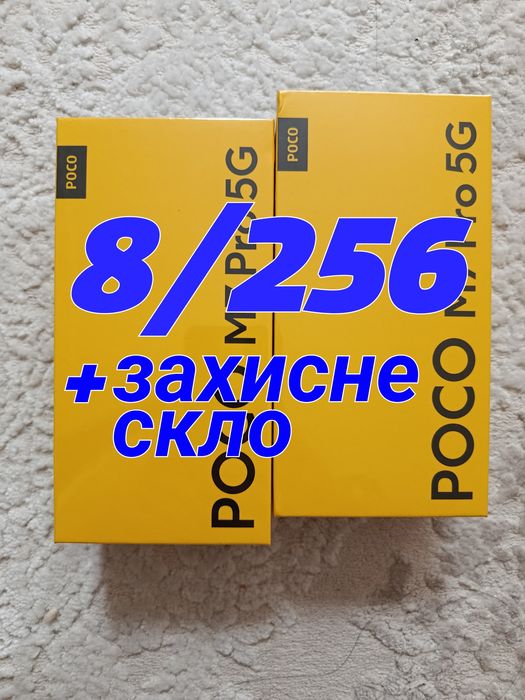 POCO
POCO M7 Pro 5G
POCO
POCO M7 pro 5G
8/256
+захисне
скло